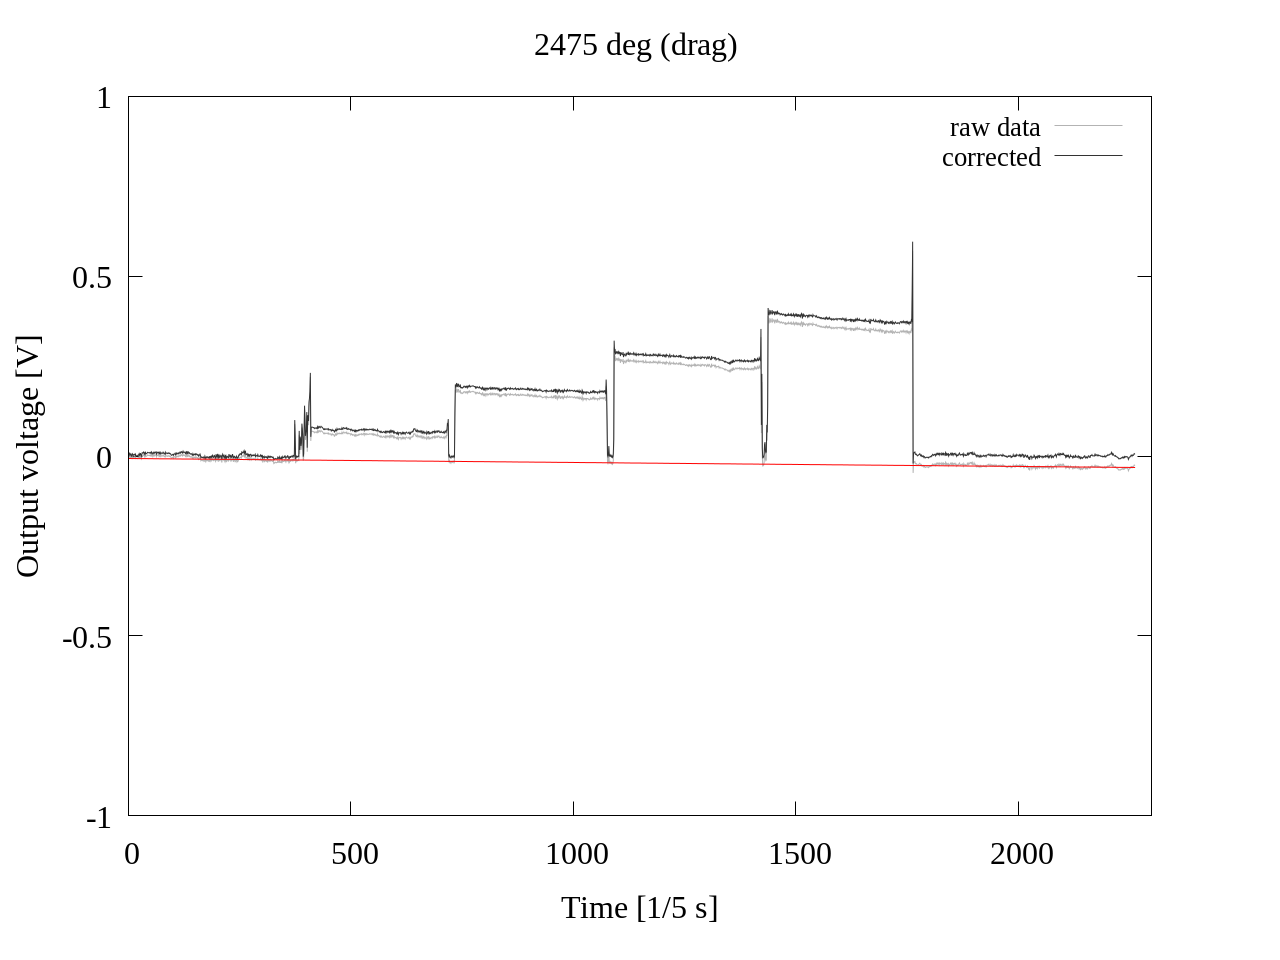 2475 deg (drag)
1
raw data
corrected
0.5
0
-0.5
-1
Output voltage [V]
0 500 1000 1500 2000
Time [1/5 s]